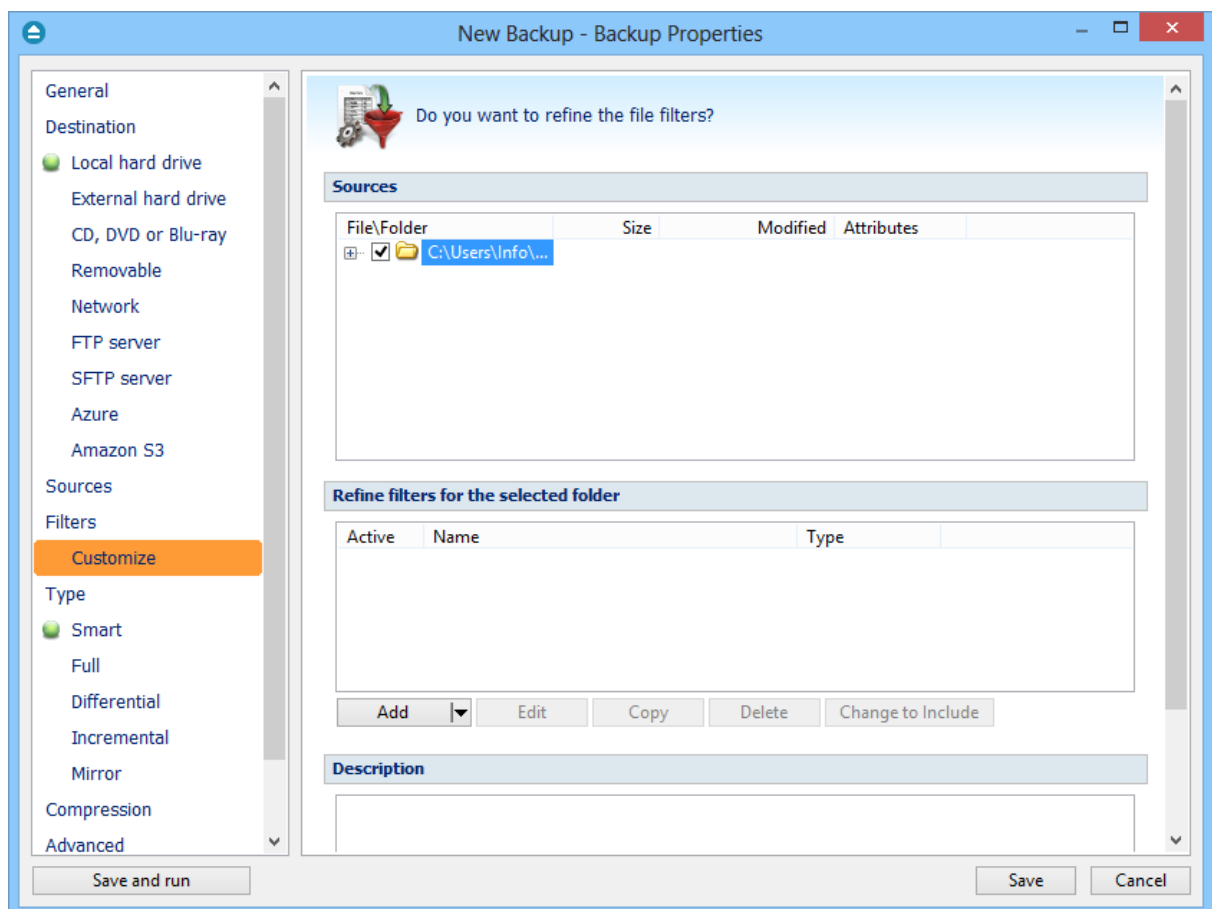 New Backup - Backup Properties
General
Destination
Local hard drive
External hard drive
CD, DVD or Blu-ray
Removable
Network
FTP server
SFTP server
Azure
Amazon S3
Sources
Filters
Customize
Type
Smart
Full
Differential
Incremental
Mirror
Compression
Advanced
Do you want to refine the file filters?
Sources
File\Folder Size Modified Attributes
C:\Users\Info\...
Refine filters for the selected folder
Active Name Type
Add Edit Copy Delete Change to Include
Description
Save and run Save Cancel